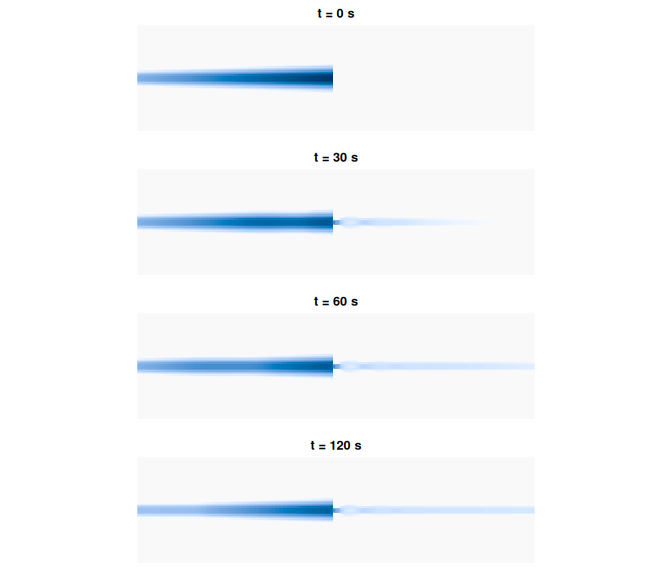 t = 0 s
t = 30 s
t = 60 s
t = 120 s